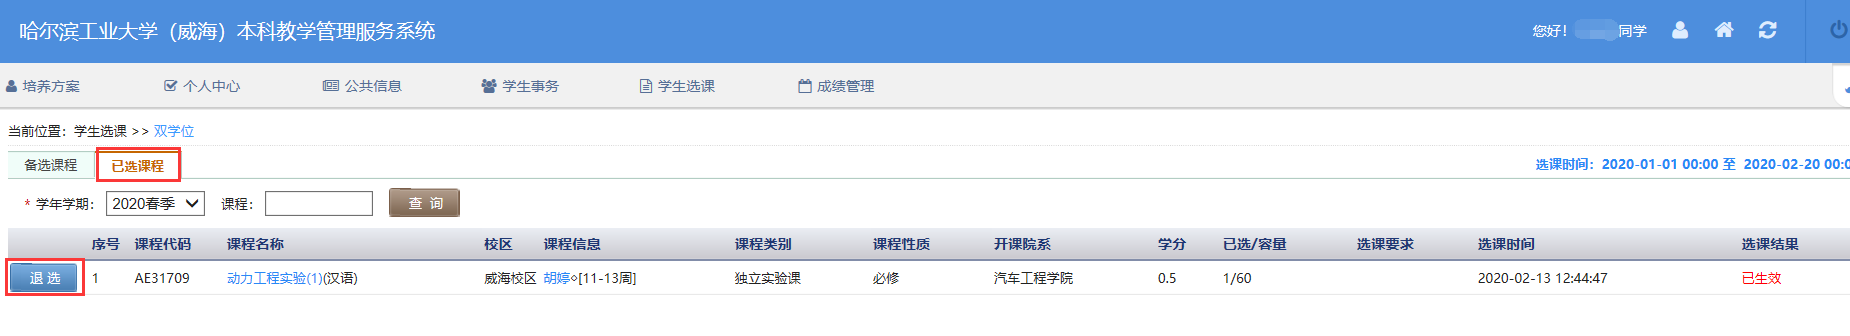 哈尔滨工业大学（威海）本科教学管理服务系统
您好！ 同学
培养方案 个人中心 公共信息 学生事务 学生选课 成绩管理
当前位置：学生选课 >> 双学位
备选课程 已选课程 选课时间：2020-01-01 00:00 至 2020-02-20 00:0
* 学年学期： 2020春季 课程： 查 询
序号 课程代码 课程名称 校区 课程信息 课程类别 课程性质 开课院系 学分 已选/容量 选课要求 选课时间 选课结果
退 选 1 AE31709 动力工程实验(1)(汉语) 威海校区 胡婷◇[11-13周] 独立实验课 必修 汽车工程学院 0.5 1/60 2020-02-13 12:44:47 已生效